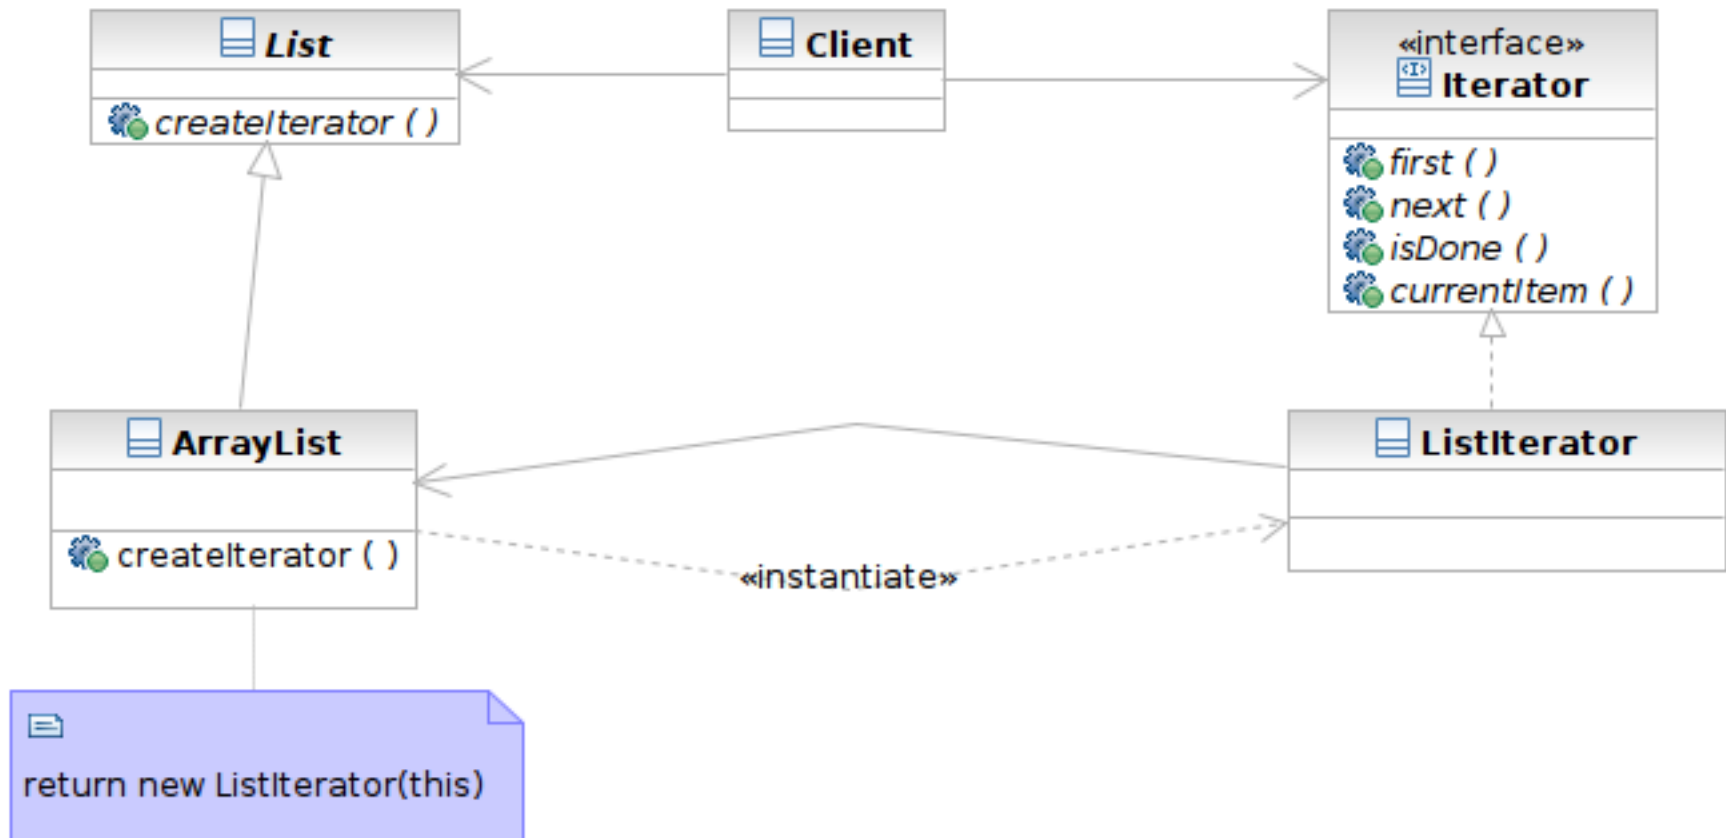 List
createIterator ( )
Client
«interface»
Iterator
first ( )
next ( )
isDone ( )
currentItem ( )
ArrayList
createIterator ( )
ListIterator
«instantiate»
return new ListIterator(this)